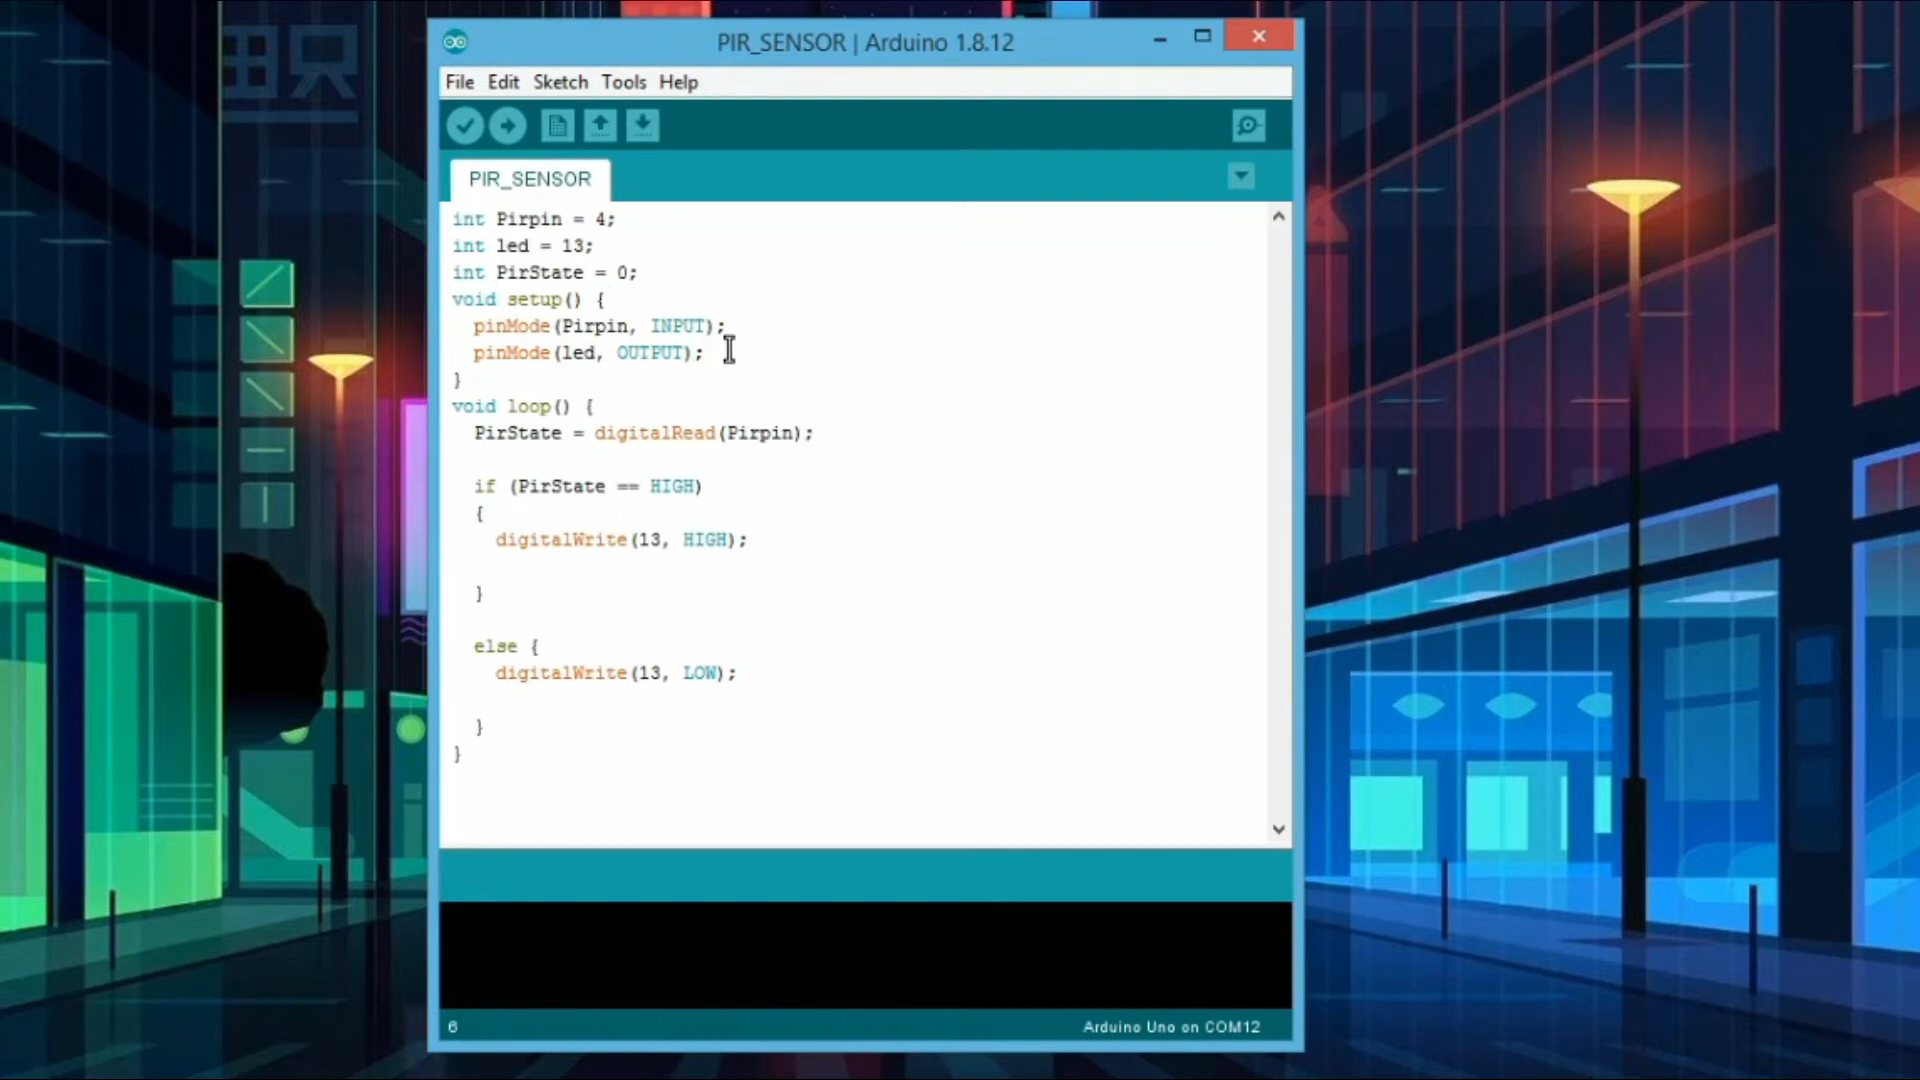 PIR_SENSOR | Arduino 1.8.12
File Edit Sketch Tools Help
PIR_SENSOR
int Pirpin = 4;
int led = 13;
int PirState = 0;
void setup() {
pinMode(Pirpin, INPUT);
pinMode(led, OUTPUT);
}
void loop() {
PirState = digitalRead(Pirpin);
if (PirState == HIGH)
{
digitalWrite(13, HIGH);
}
else {
digitalWrite(13, LOW);
}
}
6
Arduino Uno on COM12